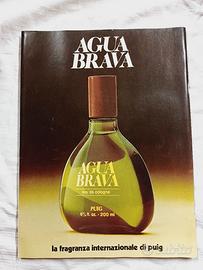 AGUA
BRAVA
AGUA
BRAVA
eau de cologne
PUIG
6¾ fl. oz. - 200 ml
la fragranza internazionale di puig